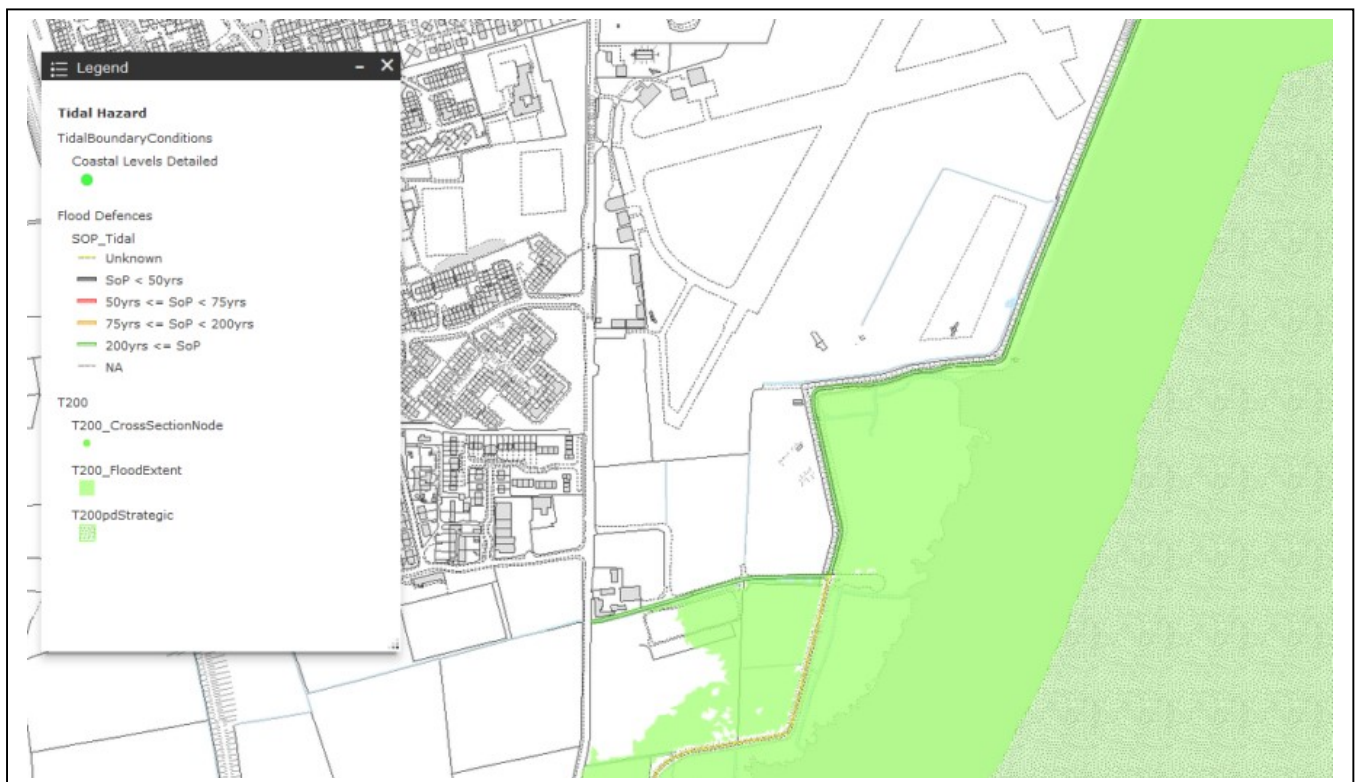 Legend
Tidal Hazard
TidalBoundaryConditions
Coastal Levels Detailed
Flood Defences
SOP_Tidal
Unknown
SoP < 50yrs
50yrs <= SoP < 75yrs
75yrs <= SoP < 200yrs
200yrs <= SoP
NA
T200
T200_CrossSectionNode
T200_FloodExtent
T200pdStrategic